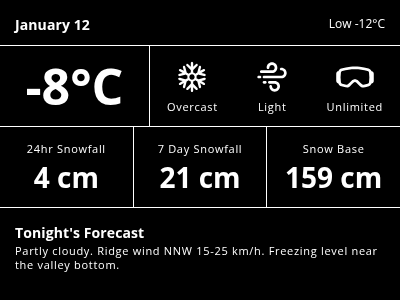 January 12
Low -12°C
-8°C
Overcast
Light
Unlimited
24hr Snowfall
7 Day Snowfall
Snow Base
4 cm
21 cm
159 cm
Tonight's Forecast
Partly cloudy. Ridge wind NNW 15-25 km/h. Freezing level near
the valley bottom.